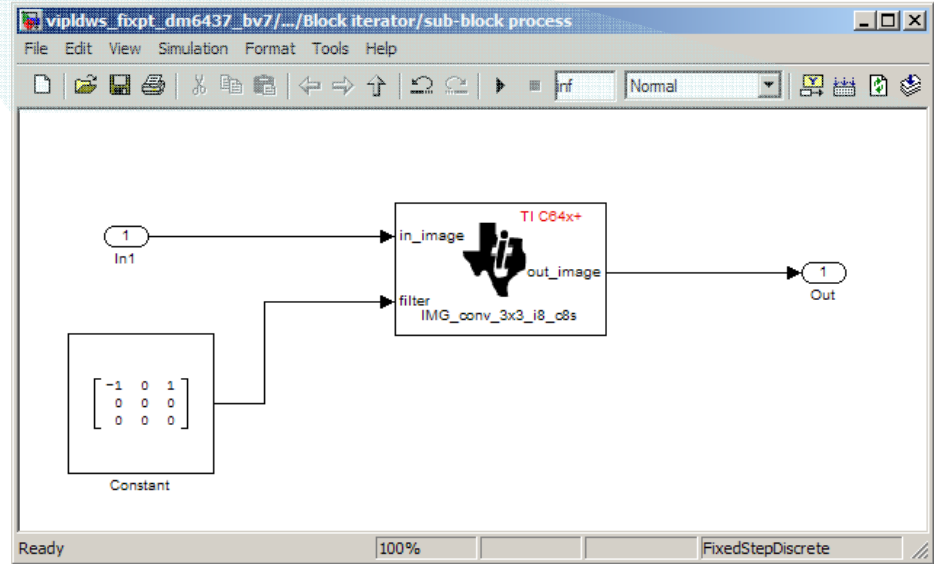 vipldws_fixpt_dm6437_bv7/.../Block iterator/sub-block process
File Edit View Simulation Format Tools Help
inf Normal
TI C64x+
1
In1
in_image
out_image
1
Out
filter
IMG_conv_3x3_i8_c8s
-1 0 1
0 0 0
0 0 0
Constant
Ready 100% FixedStepDiscrete